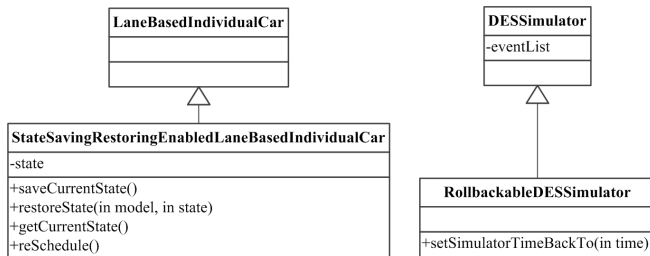 LaneBasedIndividualCar
StateSavingRestoringEnabledLaneBasedIndividualCar
-state
+saveCurrentState()
+restoreState(in model, in state)
+getCurrentState()
+reSchedule()
DESSimulator
-eventList
RollbackableDESSimulator
+setSimulatorTimeBackTo(in time)